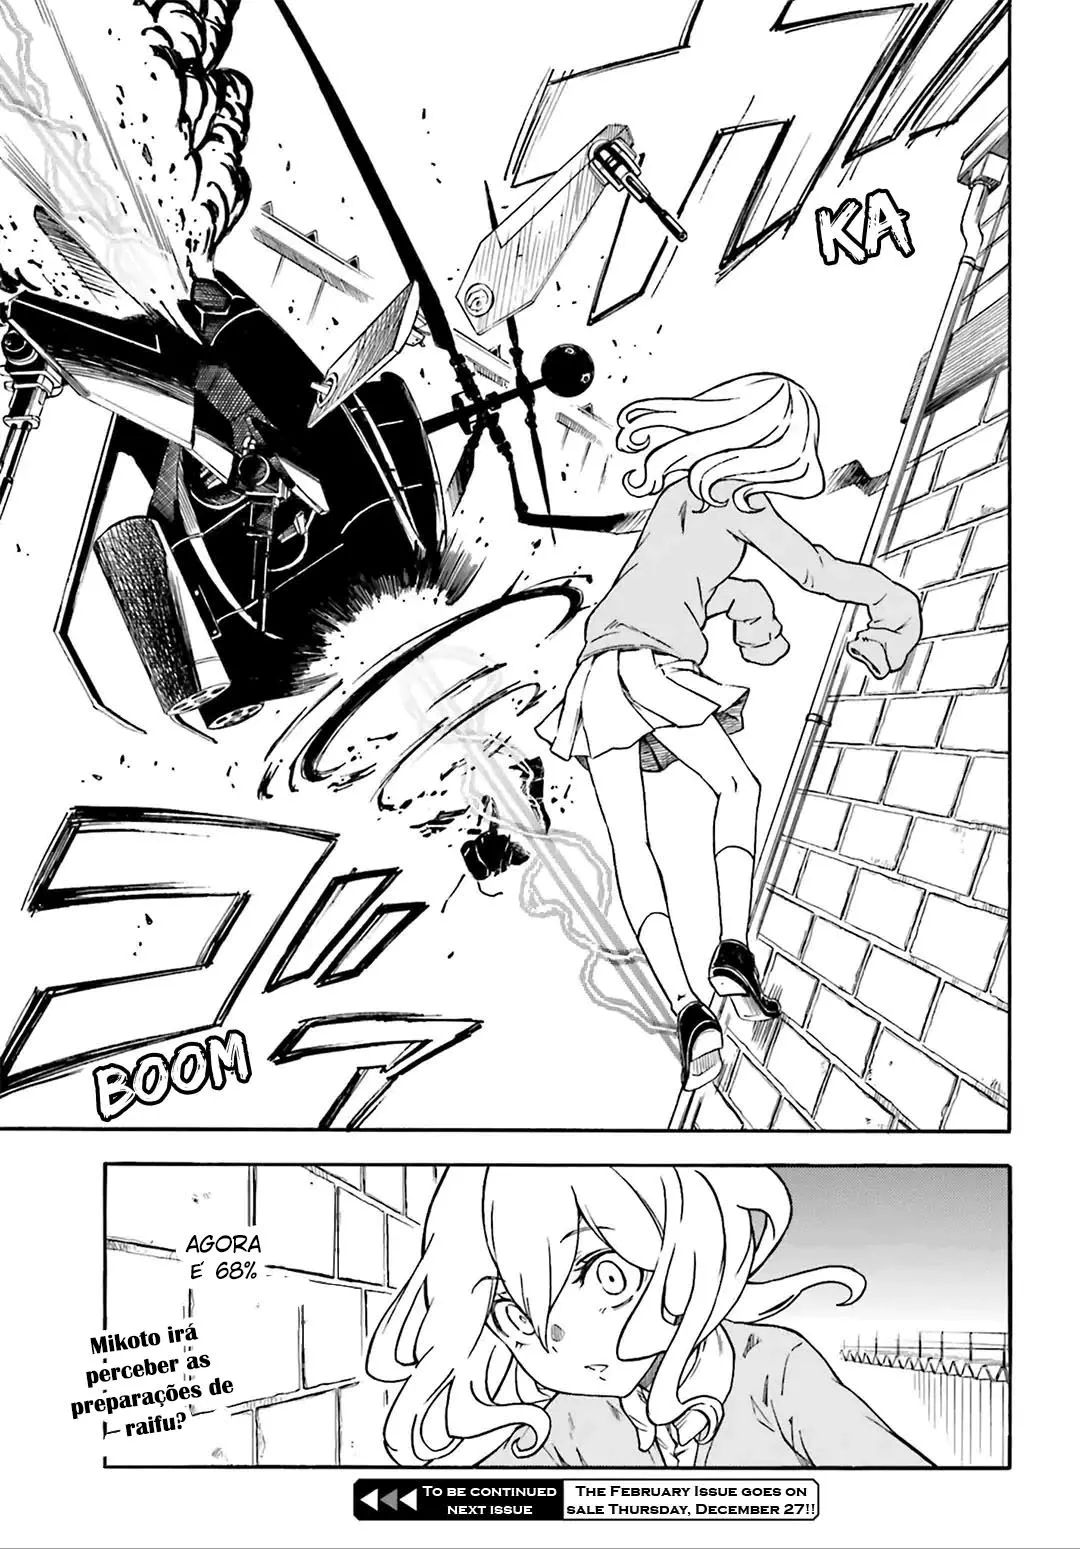 KA
BOOM
AGORA
É 68%
Mikoto irá
perceber as
preparações de
raifu?
TO BE CONTINUED
NEXT ISSUE
THE FEBRUARY ISSUE GOES ON
SALE THURSDAY, DECEMBER 27!!